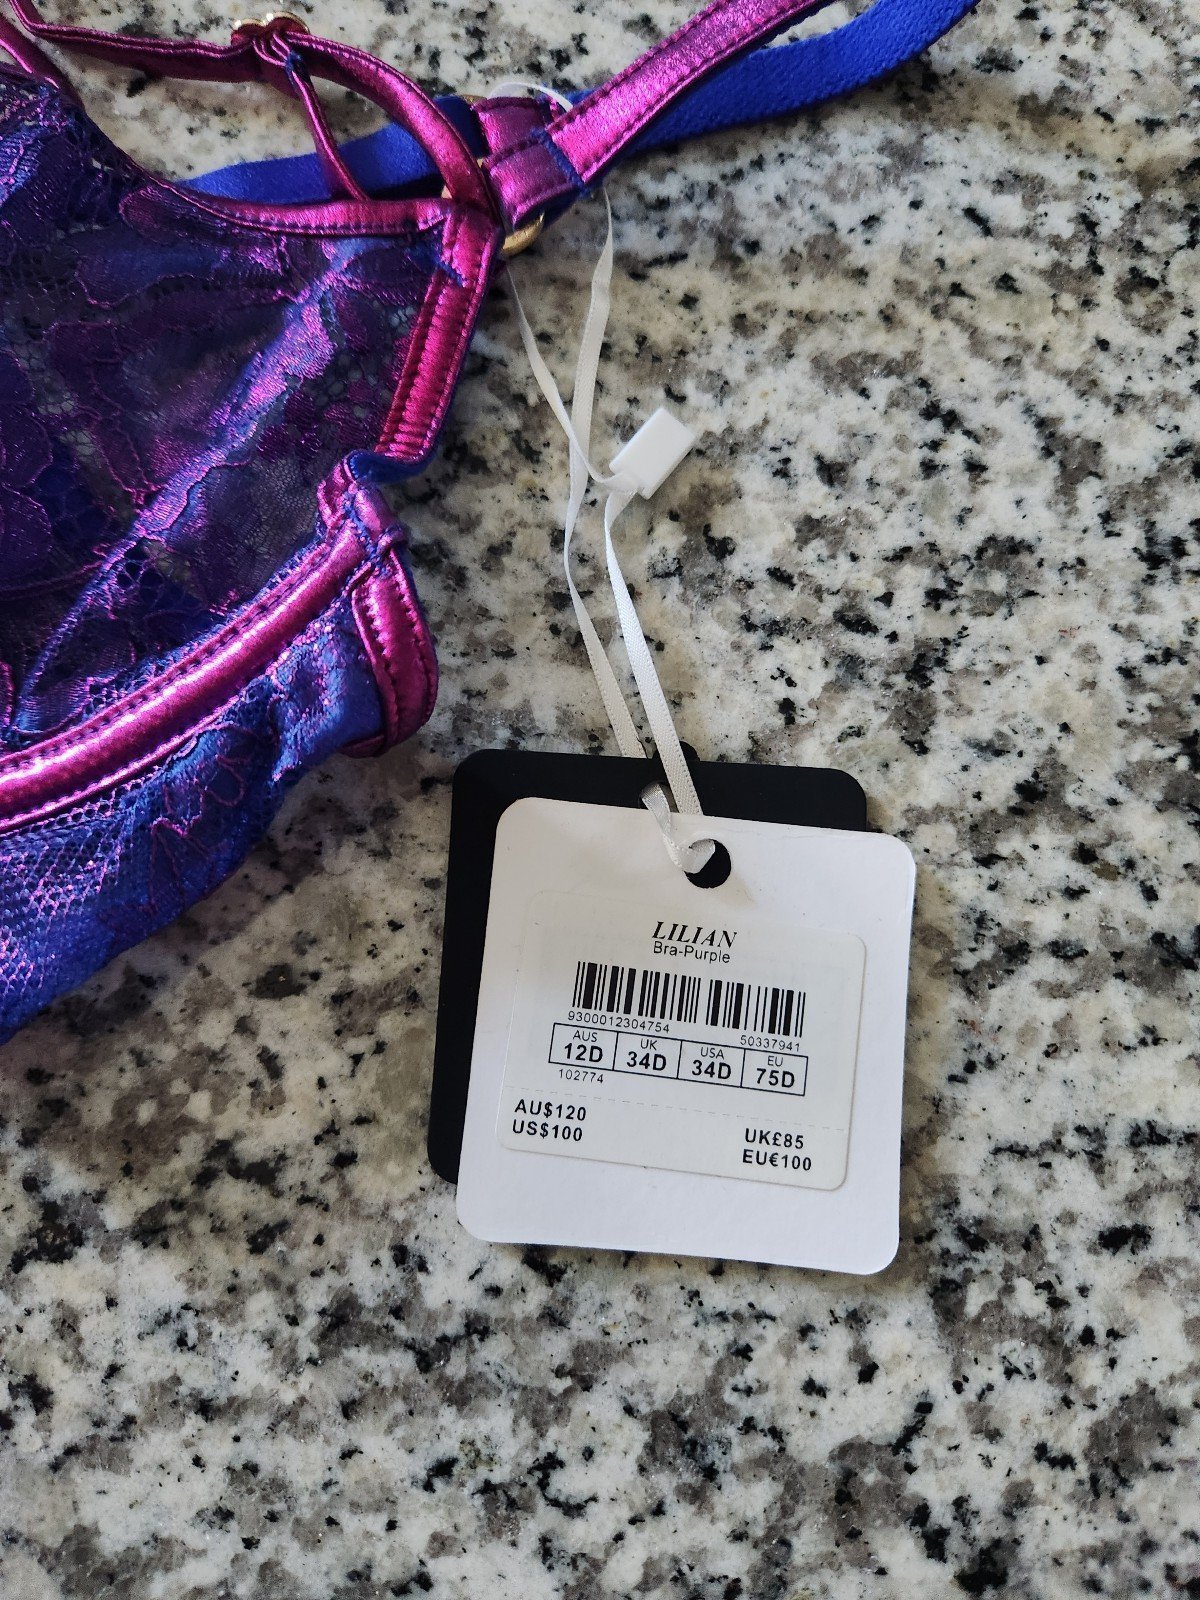 LILIAN
Bra-Purple
9300012304754 50337941
AUS UK USA EU
12D 34D 34D 75D
102774
AU$120
US$100
UK£85
EU€100